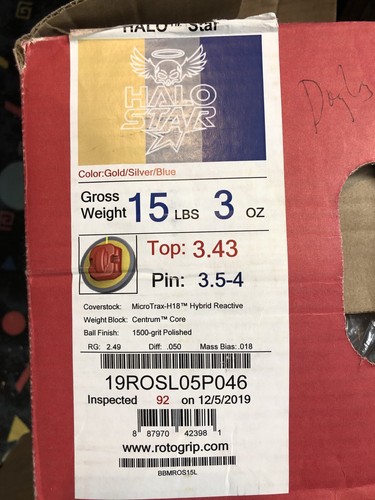 HALO™ Star
HALO
STAR
Color:Gold/Silver/Blue
Gross Weight 15 LBS 3 OZ
Top: 3.43
Pin: 3.5-4
Coverstock: MicroTrax-H18™ Hybrid Reactive
Weight Block: Centrum™ Core
Ball Finish: 1500-grit Polished
RG: 2.49 Diff: .050 Mass Bias: .018
19ROSL05P046
Inspected 92 on 12/5/2019
8 87970 42398 1
www.rotogrip.com
BBMROS15L